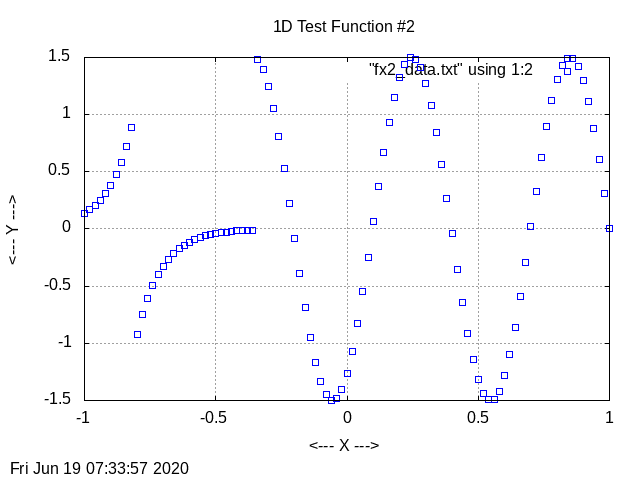 1D Test Function #2
"fx2_data.txt" using 1:2
1.5
1
0.5
0
-0.5
-1
-1.5
<--- Y --->
-1 -0.5 0 0.5 1
<--- X --->
Fri Jun 19 07:33:57 2020